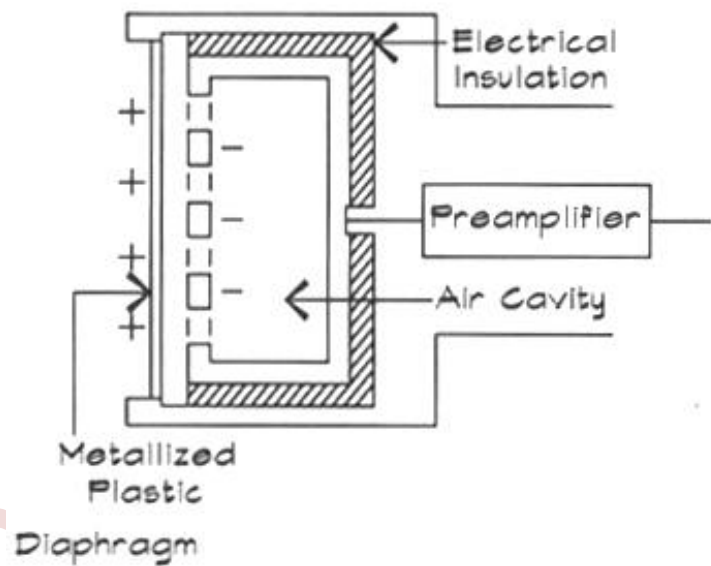 Electrical
Insulation
+
+
+
+
-
-
-
Preamplifier
Air Cavity
Metallized
Plastic
Diaphragm